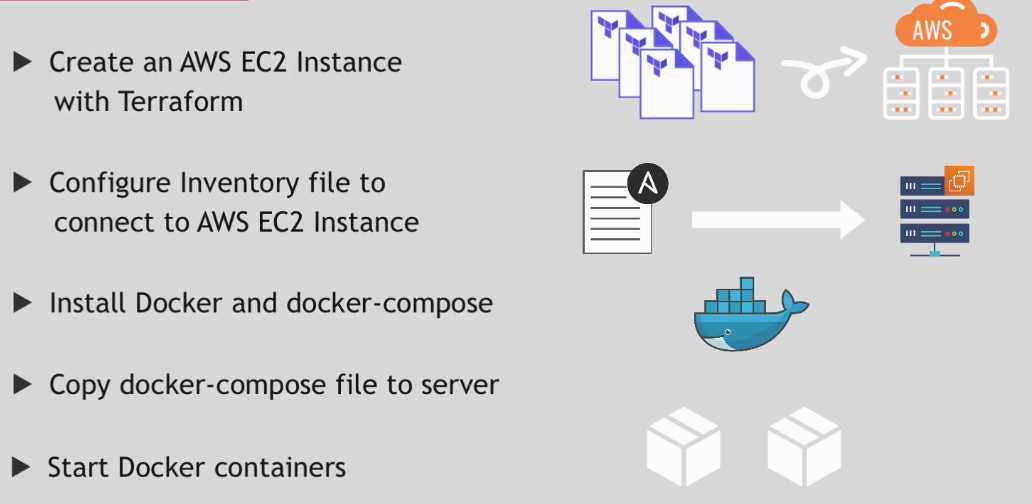 Create an AWS EC2 Instance
with Terraform
AWS
Configure Inventory file to
connect to AWS EC2 Instance
Install Docker and docker-compose
Copy docker-compose file to server
Start Docker containers